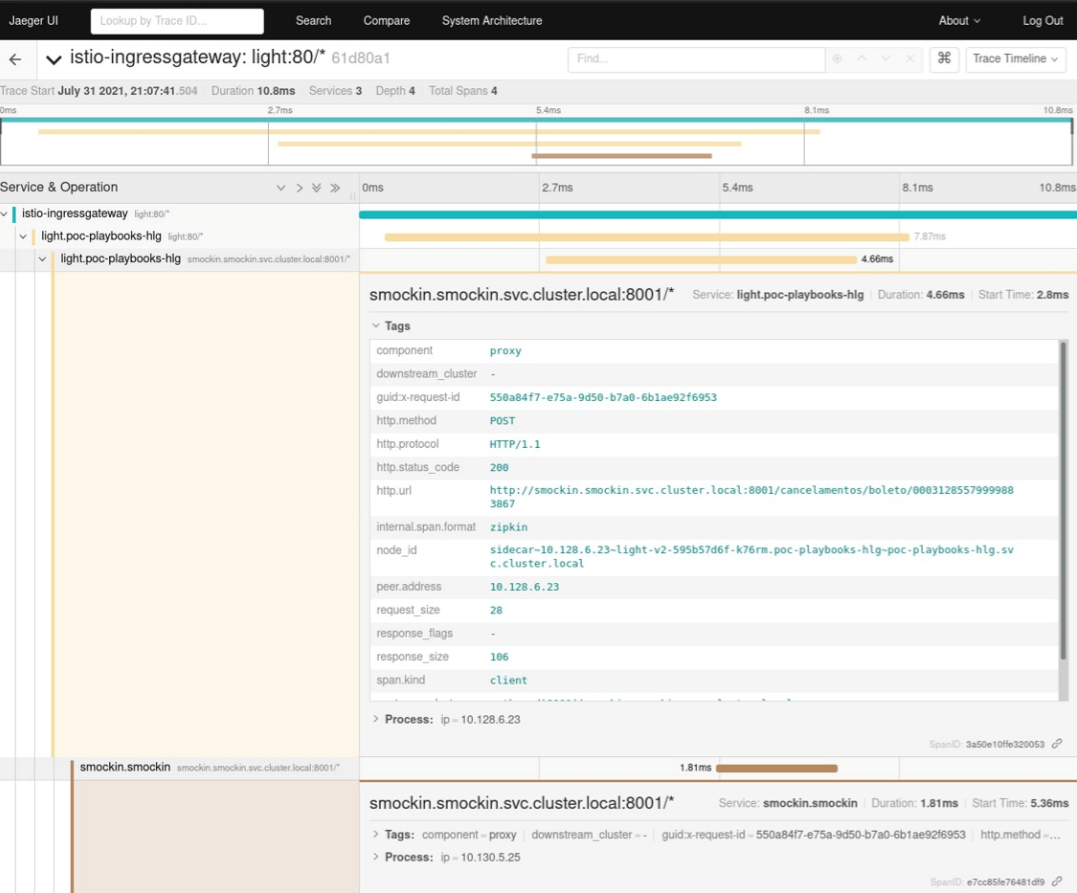 Jaeger UI Lookup by Trace ID... Search Compare System Architecture About Log Out
istio-ingressgateway: light:80/* 61d80a1 Find... ⌘ Trace Timeline
Trace Start July 31 2021, 21:07:41.504 Duration 10.8ms Services 3 Depth 4 Total Spans 4
0ms 2.7ms 5.4ms 8.1ms 10.8ms
Service & Operation 0ms 2.7ms 5.4ms 8.1ms 10.8ms
istio-ingressgateway light:80/*
light.poc-playbooks-hlg light:80/* 7.87ms
light.poc-playbooks-hlg smockin.smockin.svc.cluster.local:8001/* 4.66ms
smockin.smockin.svc.cluster.local:8001/* Service: light.poc-playbooks-hlg Duration: 4.66ms Start Time: 2.8ms
Tags
component proxy
downstream_cluster -
guid:x-request-id 550a84f7-e75a-9d50-b7a0-6b1ae92f6953
http.method POST
http.protocol HTTP/1.1
http.status_code 200
http.url http://smockin.smockin.svc.cluster.local:8001/cancelamentos/boleto/0003128557999988
3867
internal.span.format zipkin
node_id sidecar~10.128.6.23~light-v2-595b57d6f-k76rm.poc-playbooks-hlg~poc-playbooks-hlg.sv
c.cluster.local
peer.address 10.128.6.23
request_size 28
response_flags -
response_size 106
span.kind client
Process: ip = 10.128.6.23
SpanID: 3a50e10ffe320053
smockin.smockin smockin.smockin.svc.cluster.local:8001/* 1.81ms
smockin.smockin.svc.cluster.local:8001/* Service: smockin.smockin Duration: 1.81ms Start Time: 5.36ms
Tags: component = proxy downstream_cluster = - guid:x-request-id = 550a84f7-e75a-9d50-b7a0-6b1ae92f6953 http.method =...
Process: ip = 10.130.5.25
SpanID: e7cc85fe76481df9